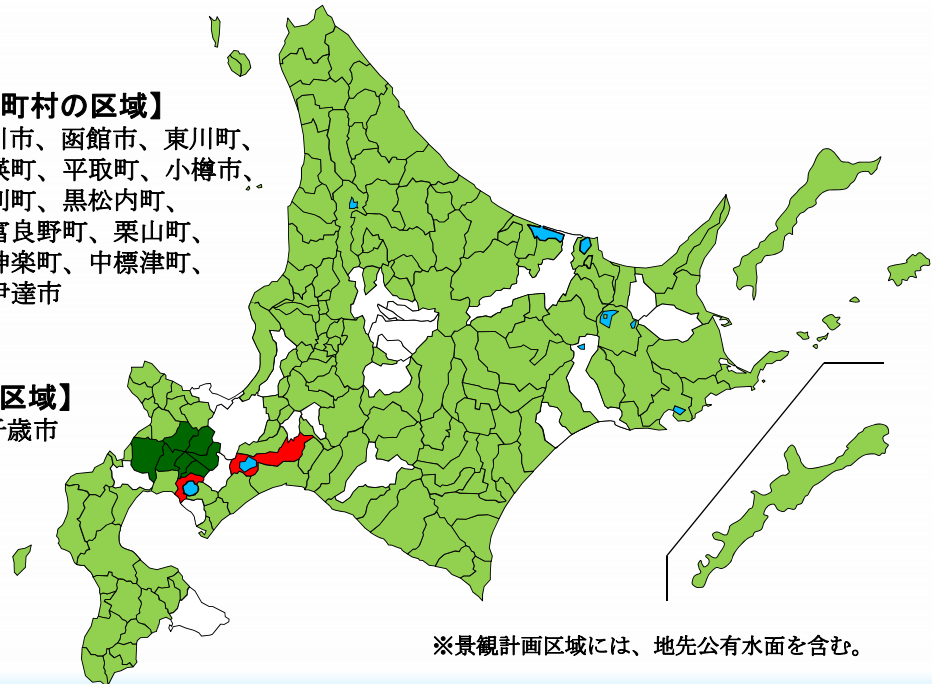 町村の区域】
川市、函館市、東川町、
瑛町、平取町、小樽市、
別町、黒松内町、
富良野町、栗山町、
神楽町、中標津町、
伊達市
区域】
千歳市
※景観計画区域には、地先公有水面を含む。